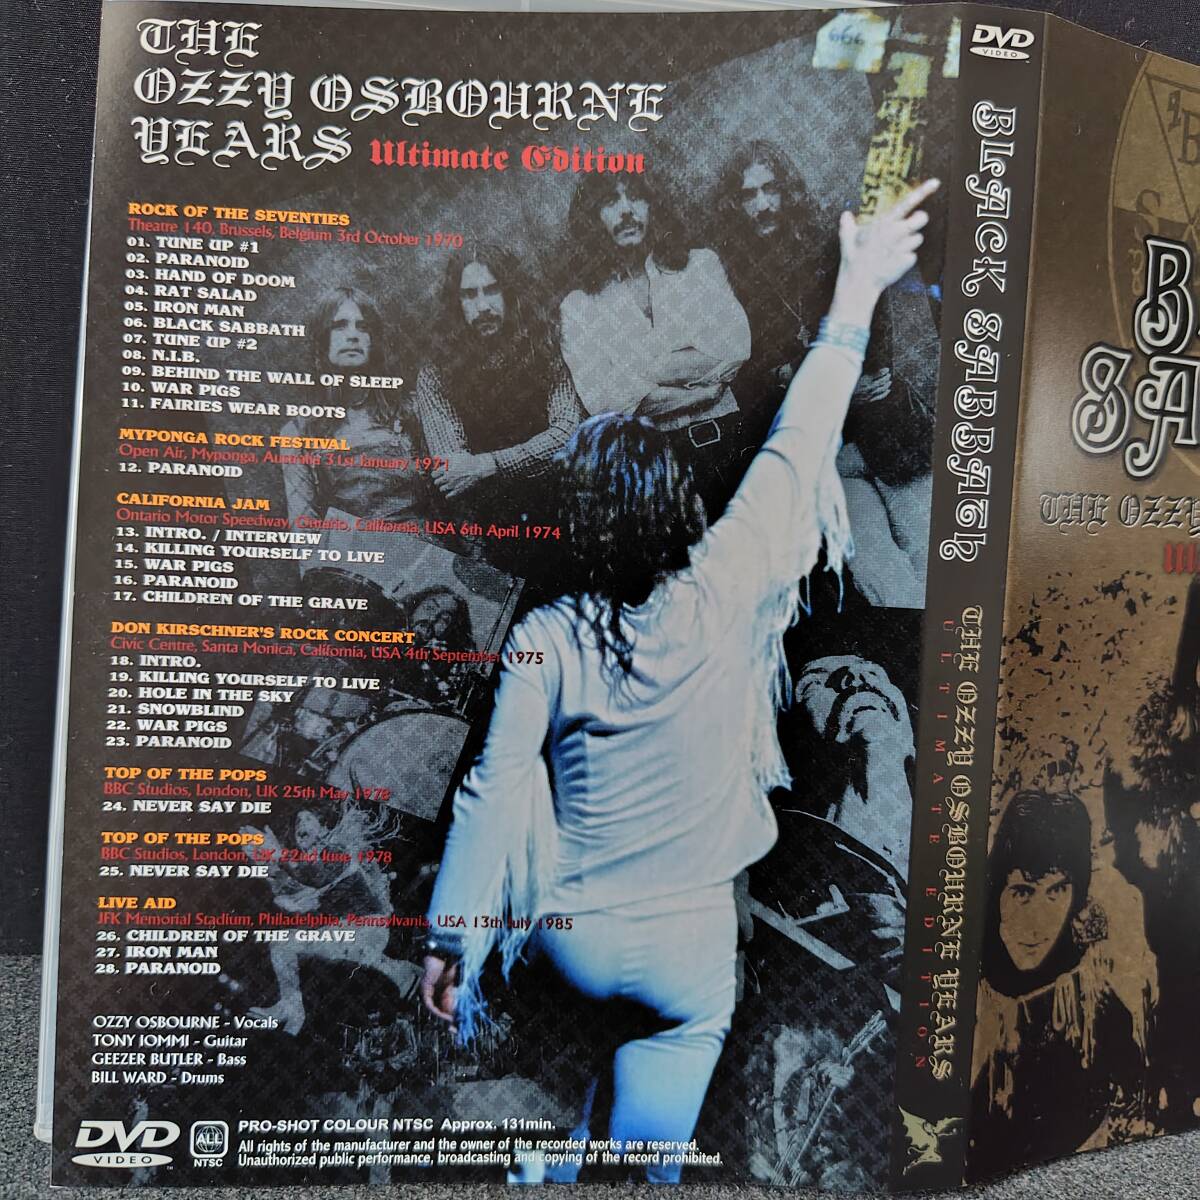 THE
OZZY OSBOURNE
YEARS Ultimate Edition
ROCK OF THE SEVENTIES
Theatre 140, Brussels, Belgium 3rd October 1970
01. TUNE UP #1
02. PARANOID
03. HAND OF DOOM
04. RAT SALAD
05. IRON MAN
06. BLACK SABBATH
07. TUNE UP #2
08. N.I.B.
09. BEHIND THE WALL OF SLEEP
10. WAR PIGS
11. FAIRIES WEAR BOOTS
MYPONGA ROCK FESTIVAL
Open Air, Myponga, Australia 31st January 1971
12. PARANOID
CALIFORNIA JAM
Ontario Motor Speedway, Ontario, California, USA 6th April 1974
13. INTRO. / INTERVIEW
14. KILLING YOURSELF TO LIVE
15. WAR PIGS
16. PARANOID
17. CHILDREN OF THE GRAVE
DON KIRSCHNER'S ROCK CONCERT
Civic Centre, Santa Monica, California, USA 4th September 1975
18. INTRO.
19. KILLING YOURSELF TO LIVE
20. HOLE IN THE SKY
21. SNOWBLIND
22. WAR PIGS
23. PARANOID
TOP OF THE POPS
BBC Studios, London, UK 25th May 1978
24. NEVER SAY DIE
TOP OF THE POPS
BBC Studios, London, UK 22nd June 1978
25. NEVER SAY DIE
LIVE AID
JFK Memorial Stadium, Philadelphia, Pennsylvania, USA 13th July 1985
26. CHILDREN OF THE GRAVE
27. IRON MAN
28. PARANOID
OZZY OSBOURNE - Vocals
TONY IOMMI - Guitar
GEEZER BUTLER - Bass
BILL WARD - Drums
DVD VIDEO
ALL NTSC
PRO-SHOT COLOUR NTSC Approx. 131min.
All rights of the manufacturer and the owner of the recorded works are reserved.
Unauthorized public performance, broadcasting and copying of the record prohibited.
666
DVD VIDEO
BLACK SABBATH
THE OZZY OSBOURNE YEARS
ULTIMATE EDITION
B
SA
THE OZZY